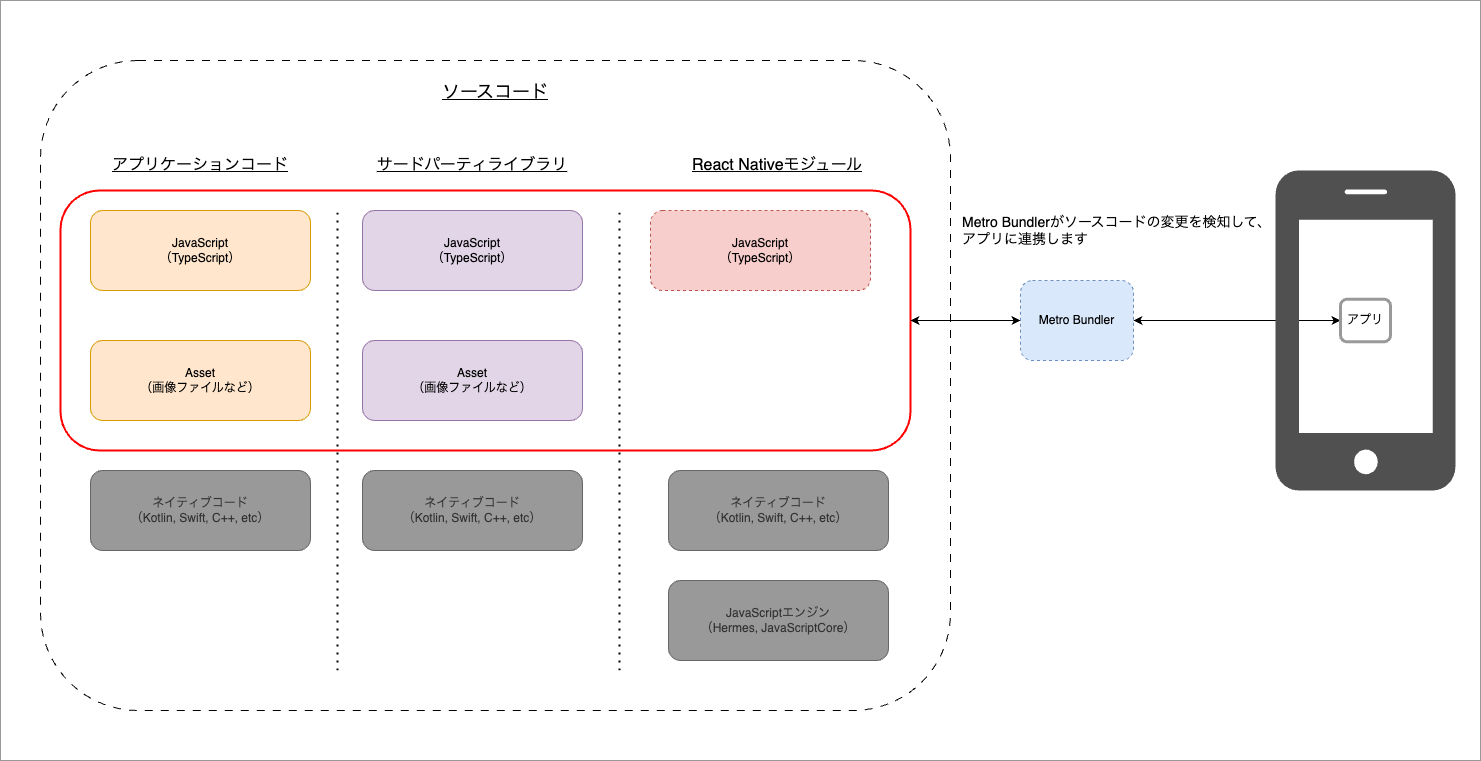 ソースコード
アプリケーションコード
サードパーティライブラリ
React Nativeモジュール
JavaScript
（TypeScript）
JavaScript
（TypeScript）
JavaScript
（TypeScript）
Metro Bundlerがソースコードの変更を検知して、
アプリに連携します
Metro Bundler
アプリ
Asset
（画像ファイルなど）
Asset
（画像ファイルなど）
ネイティブコード
（Kotlin, Swift, C++, etc）
ネイティブコード
（Kotlin, Swift, C++, etc）
ネイティブコード
（Kotlin, Swift, C++, etc）
JavaScriptエンジン
（Hermes, JavaScriptCore）